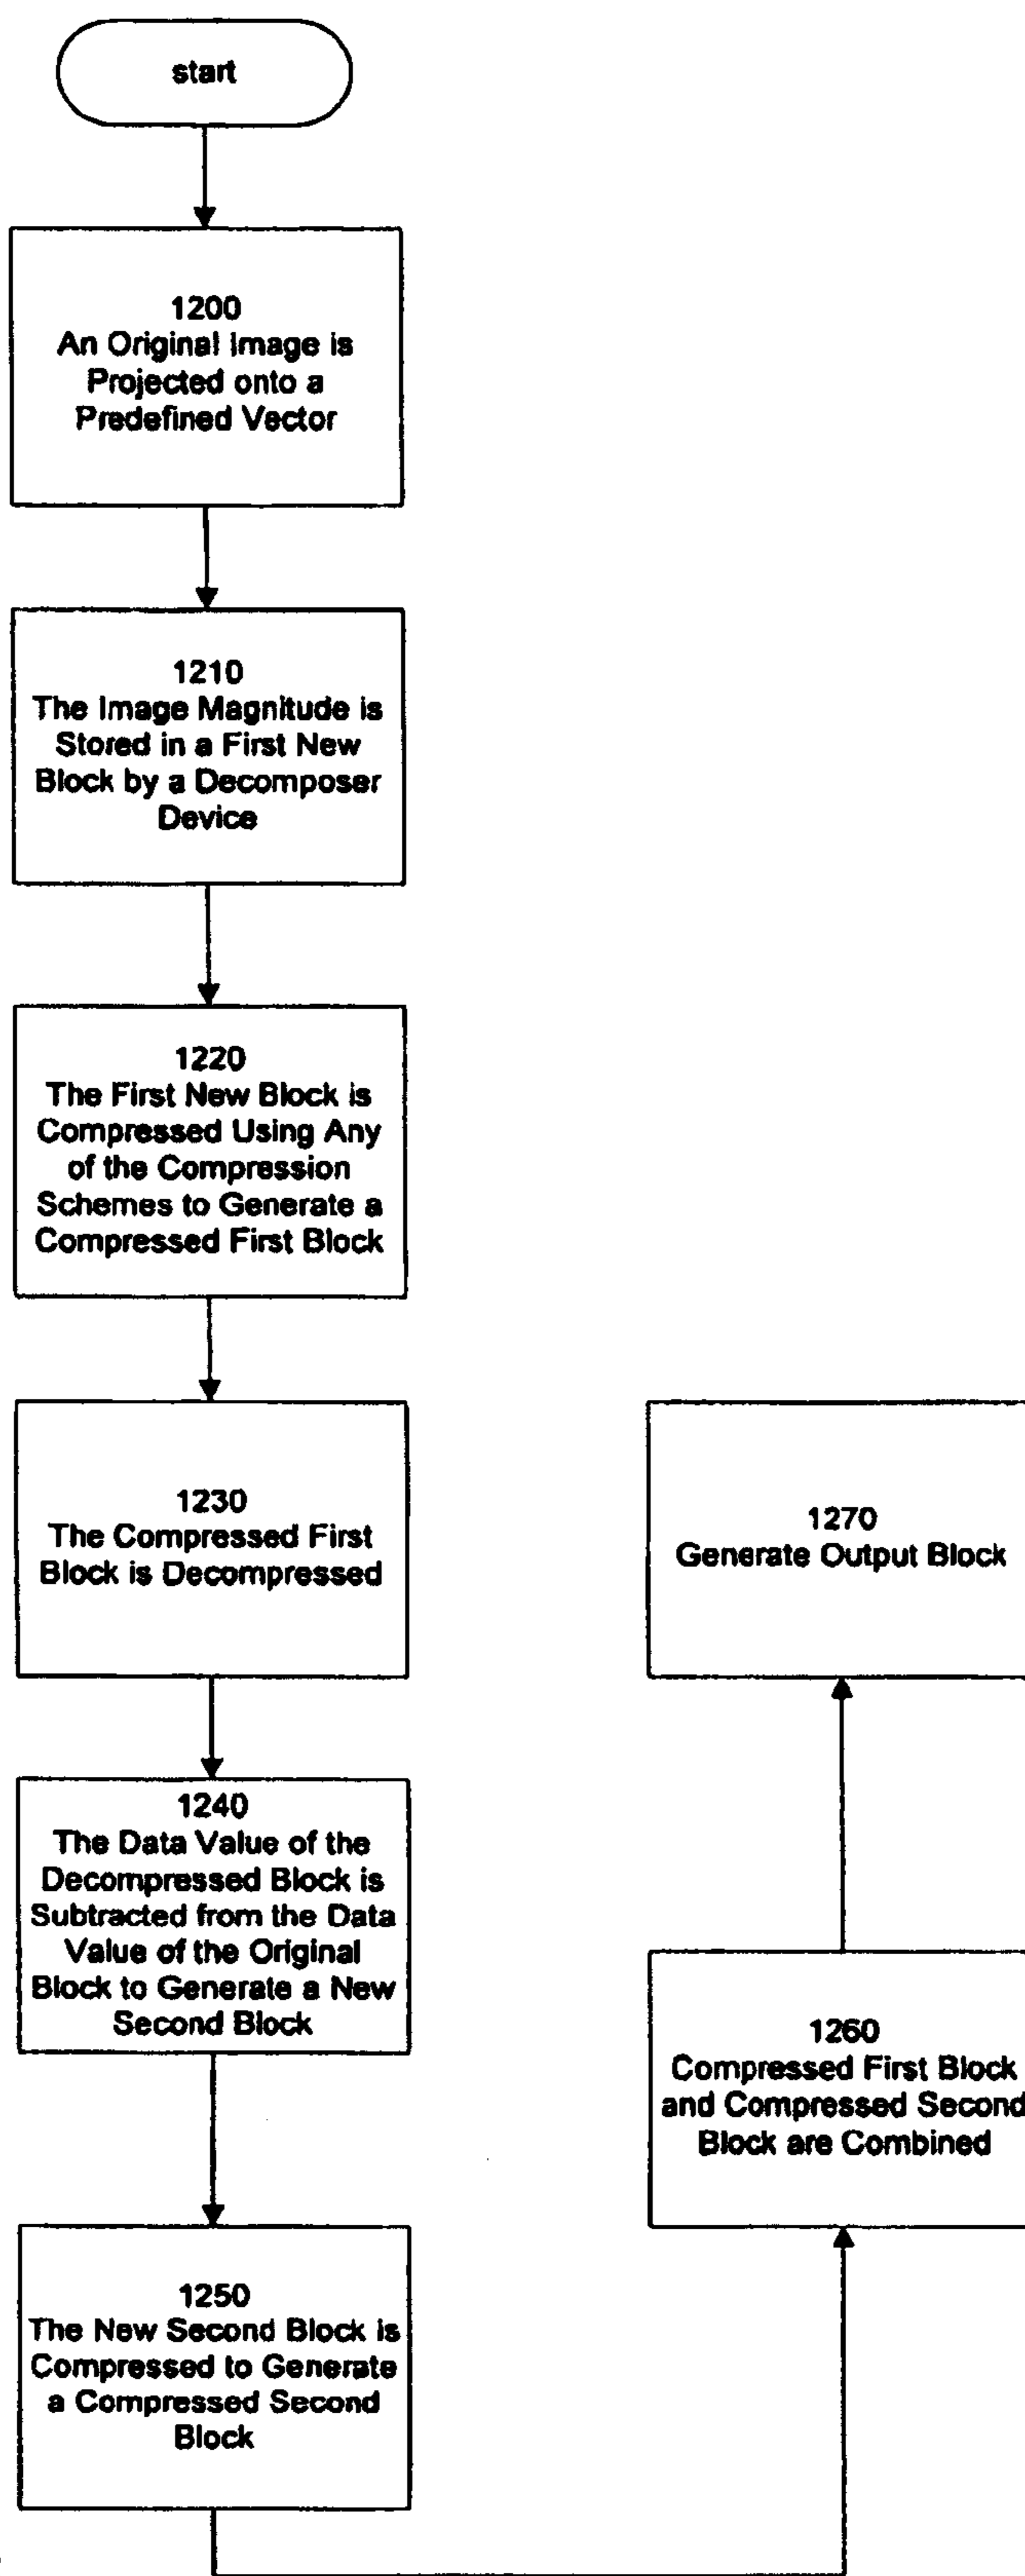 start
1200
An Original Image is
Projected onto a
Predefined Vector
1210
The Image Magnitude is
Stored in a First New
Block by a Decomposer
Device
1220
The First New Block is
Compressed Using Any
of the Compression
Schemes to Generate a
Compressed First Block
1230
The Compressed First
Block is Decompressed
1240
The Data Value of the
Decompressed Block is
Subtracted from the Data
Value of the Original
Block to Generate a New
Second Block
1250
The New Second Block is
Compressed to Generate
a Compressed Second
Block
1260
Compressed First Block
and Compressed Second
Block are Combined
1270
Generate Output Block